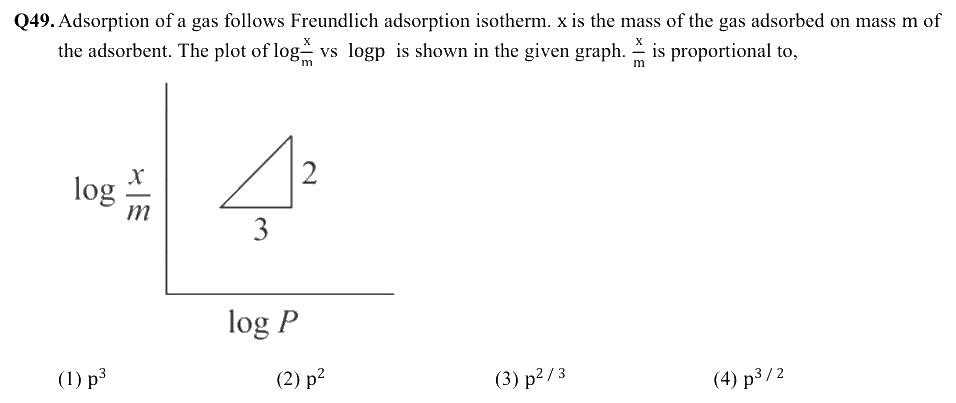 Q49. Adsorption of a gas follows Freundlich adsorption isotherm. x is the mass of the gas adsorbed on mass m of
the adsorbent. The plot of log x/m vs logp is shown in the given graph. x/m is proportional to,
log x/m
2
3
log P
(1) p³ (2) p² (3) p^2/3 (4) p^3/2